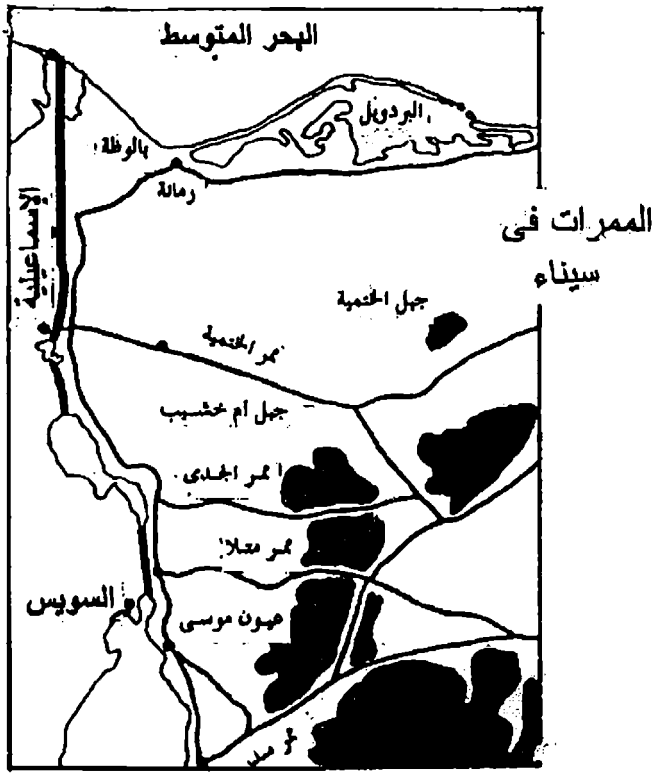 البحر المتوسط
البردويل
بالوظة
رمانة
الإسماعيلية
الممرات فى
سيناء
جبل الختمية
ممر الختمية
جبل أم خشيب
ممر الجدى
ممر متلا
السويس
عيون موسى